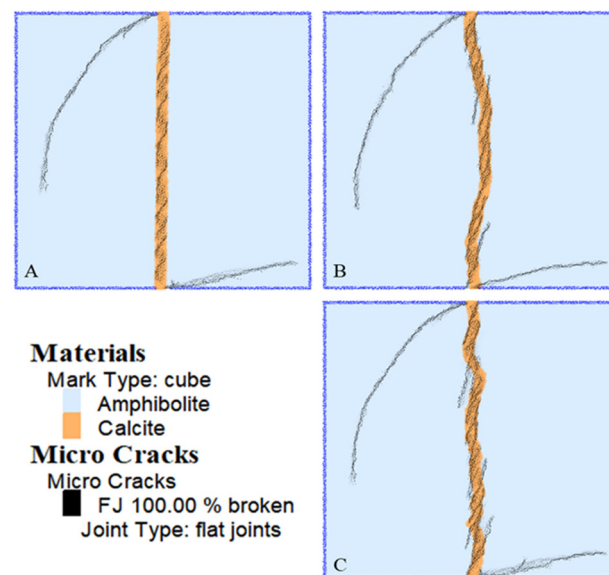 A
B
Materials
Mark Type: cube
Amphibolite
Calcite
Micro Cracks
Micro Cracks
FJ 100.00 % broken
Joint Type: flat joints
C